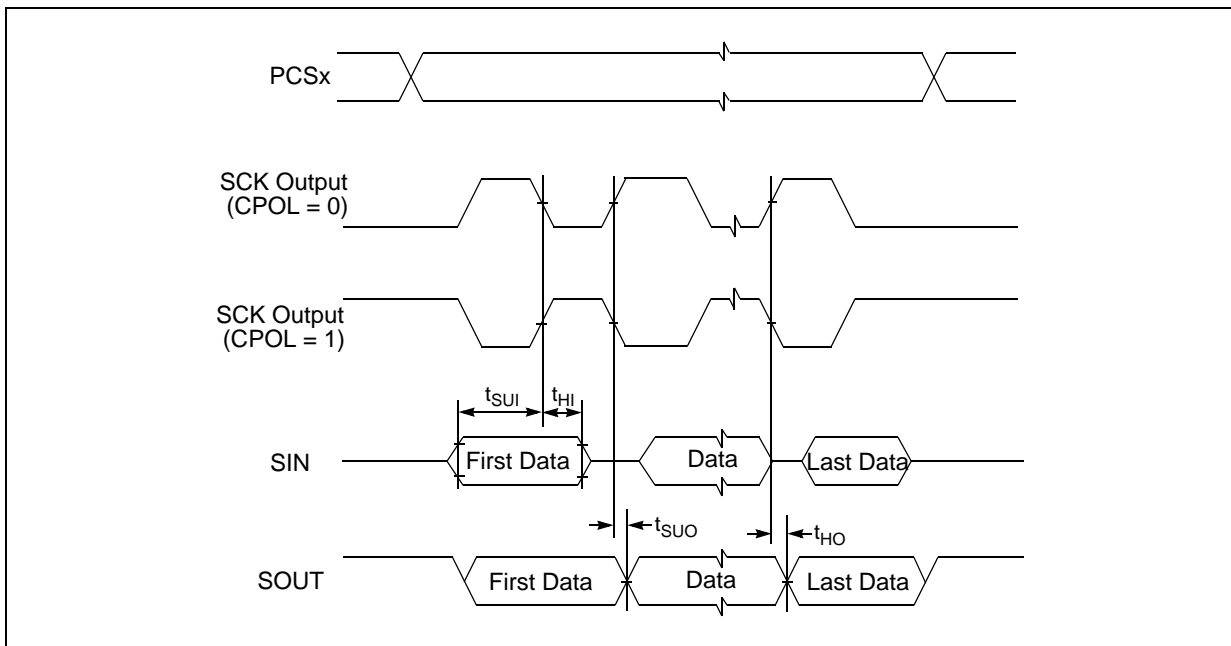 PCSx
SCK Output
(CPOL = 0)
SCK Output
(CPOL = 1)
tSUI
tHI
SIN
First Data
Data
Last Data
tSUO
tHO
SOUT
First Data
Data
Last Data